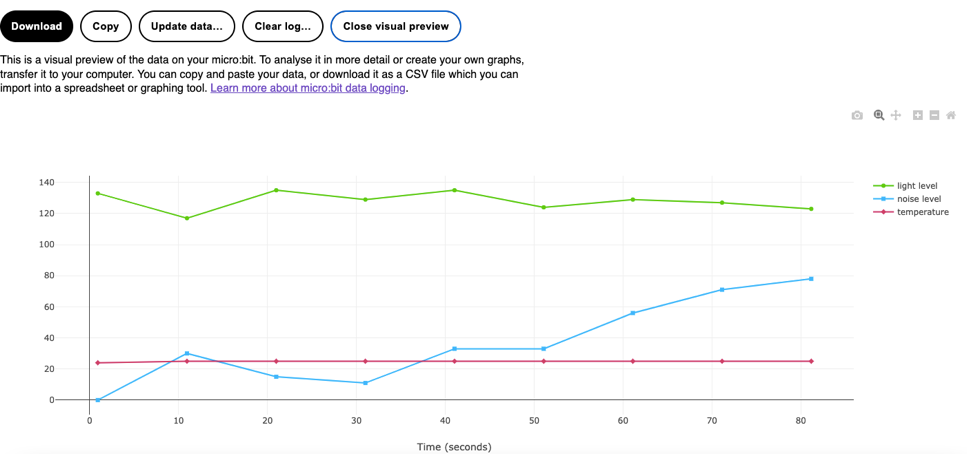 Download Copy Update data... Clear log... Close visual preview
This is a visual preview of the data on your micro:bit. To analyse it in more detail or create your own graphs,
transfer it to your computer. You can copy and paste your data, or download it as a CSV file which you can
import into a spreadsheet or graphing tool. Learn more about micro:bit data logging.
140
120
100
80
60
40
20
0
0 10 20 30 40 50 60 70 80
Time (seconds)
light level
noise level
temperature